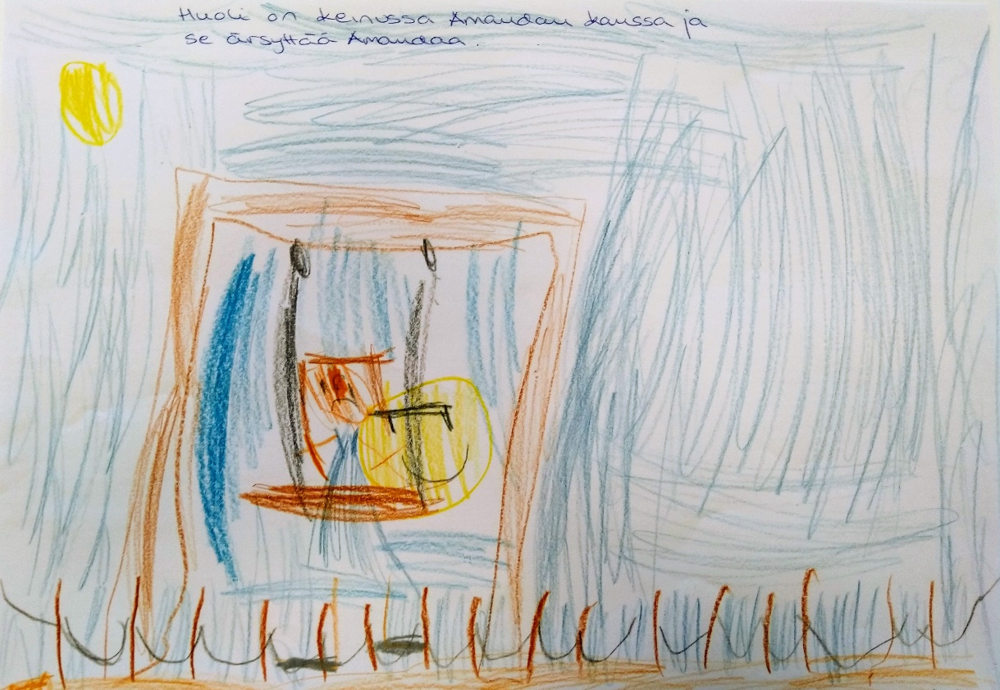 Huoli on keinussa Amandan kanssa ja
se ärsyttää Amandaa.